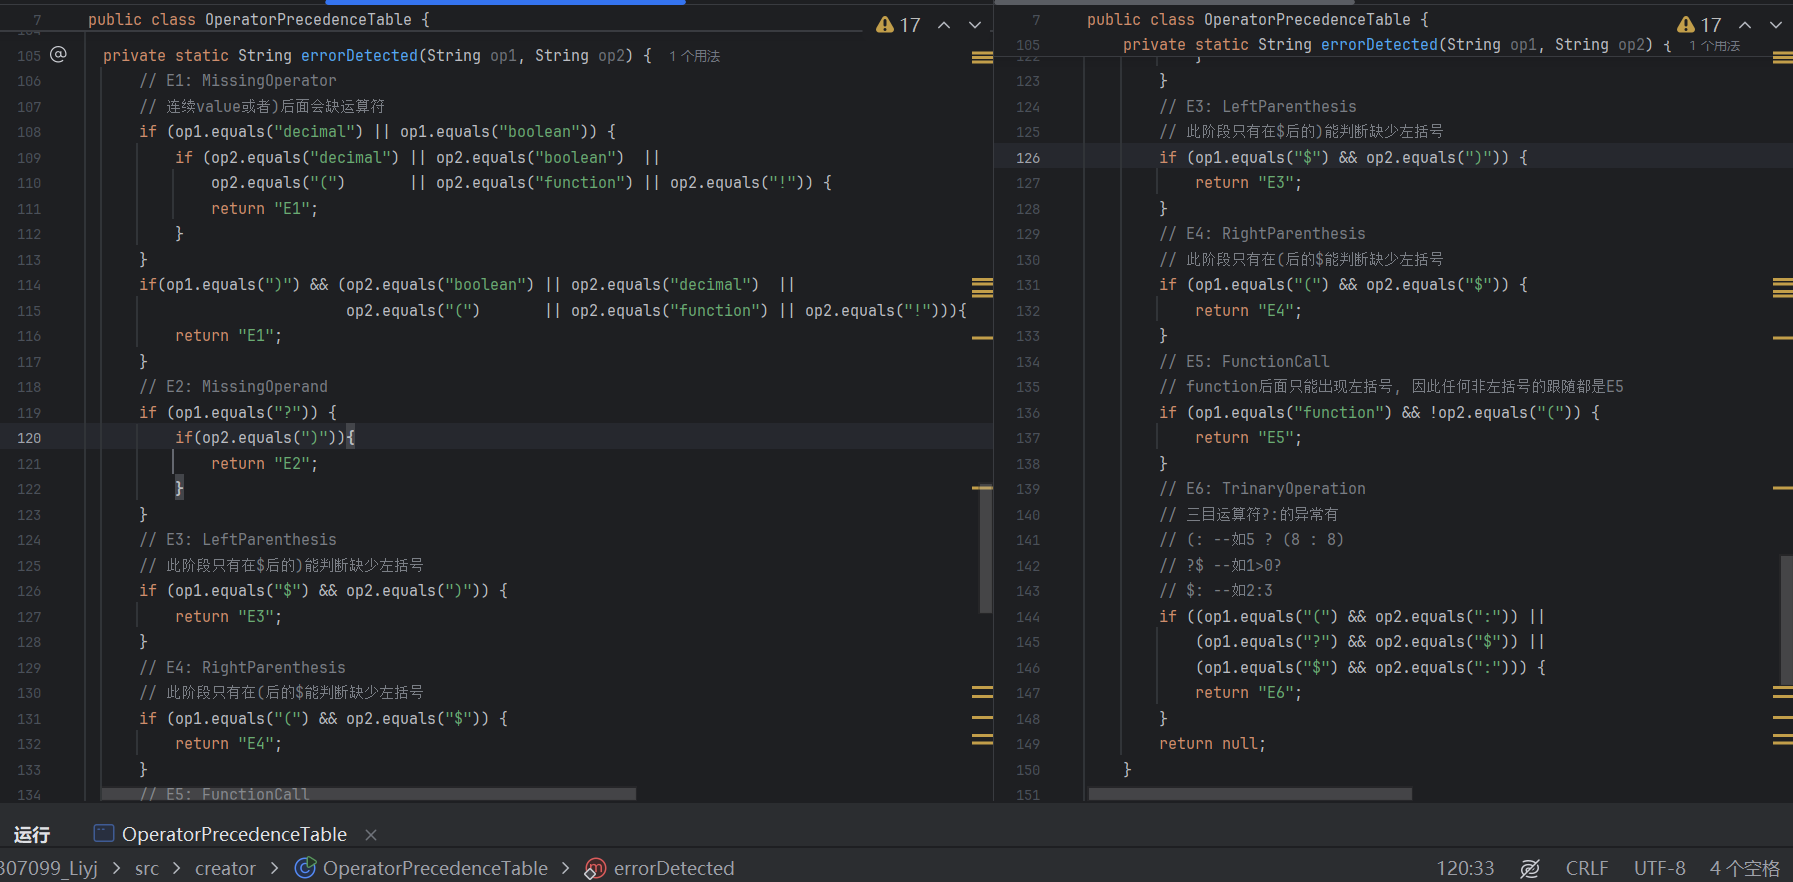 7 public class OperatorPrecedenceTable {
17
105 @ private static String errorDetected(String op1, String op2) { 1 个用法
106 // E1: MissingOperator
107 // 连续value或者)后面会缺运算符
108 if (op1.equals("decimal") || op1.equals("boolean")) {
109 if (op2.equals("decimal") || op2.equals("boolean") ||
110 op2.equals("(") || op2.equals("function") || op2.equals("!")) {
111 return "E1";
112 }
113 }
114 if(op1.equals(")") && (op2.equals("boolean") || op2.equals("decimal") ||
115 op2.equals("(") || op2.equals("function") || op2.equals("!"))){
116 return "E1";
117 }
118 // E2: MissingOperand
119 if (op1.equals("?")) {
120 if(op2.equals(")")){
121 return "E2";
122 }
123 }
124 // E3: LeftParenthesis
125 // 此阶段只有在$后的)能判断缺少左括号
126 if (op1.equals("$") && op2.equals(")")) {
127 return "E3";
128 }
129 // E4: RightParenthesis
130 // 此阶段只有在(后的$能判断缺少左括号
131 if (op1.equals("(") && op2.equals("$")) {
132 return "E4";
133 }
134 // E5: FunctionCall
7 public class OperatorPrecedenceTable {
17
105 private static String errorDetected(String op1, String op2) { 1 个用法
122 }
123 }
124 // E3: LeftParenthesis
125 // 此阶段只有在$后的)能判断缺少左括号
126 if (op1.equals("$") && op2.equals(")")) {
127 return "E3";
128 }
129 // E4: RightParenthesis
130 // 此阶段只有在(后的$能判断缺少左括号
131 if (op1.equals("(") && op2.equals("$")) {
132 return "E4";
133 }
134 // E5: FunctionCall
135 // function后面只能出现左括号, 因此任何非左括号的跟随都是E5
136 if (op1.equals("function") && !op2.equals("(")) {
137 return "E5";
138 }
139 // E6: TrinaryOperation
140 // 三目运算符?:的异常有
141 // (: --如5 ? (8 : 8)
142 // ?$ --如1>0?
143 // $: --如2:3
144 if ((op1.equals("(") && op2.equals(":")) ||
145 (op1.equals("?") && op2.equals("$")) ||
146 (op1.equals("$") && op2.equals(":"))) {
147 return "E6";
148 }
149 return null;
150 }
151
运行 OperatorPrecedenceTable ×
307099_Liyj > src > creator > OperatorPrecedenceTable > errorDetected
120:33 CRLF UTF-8 4 个空格